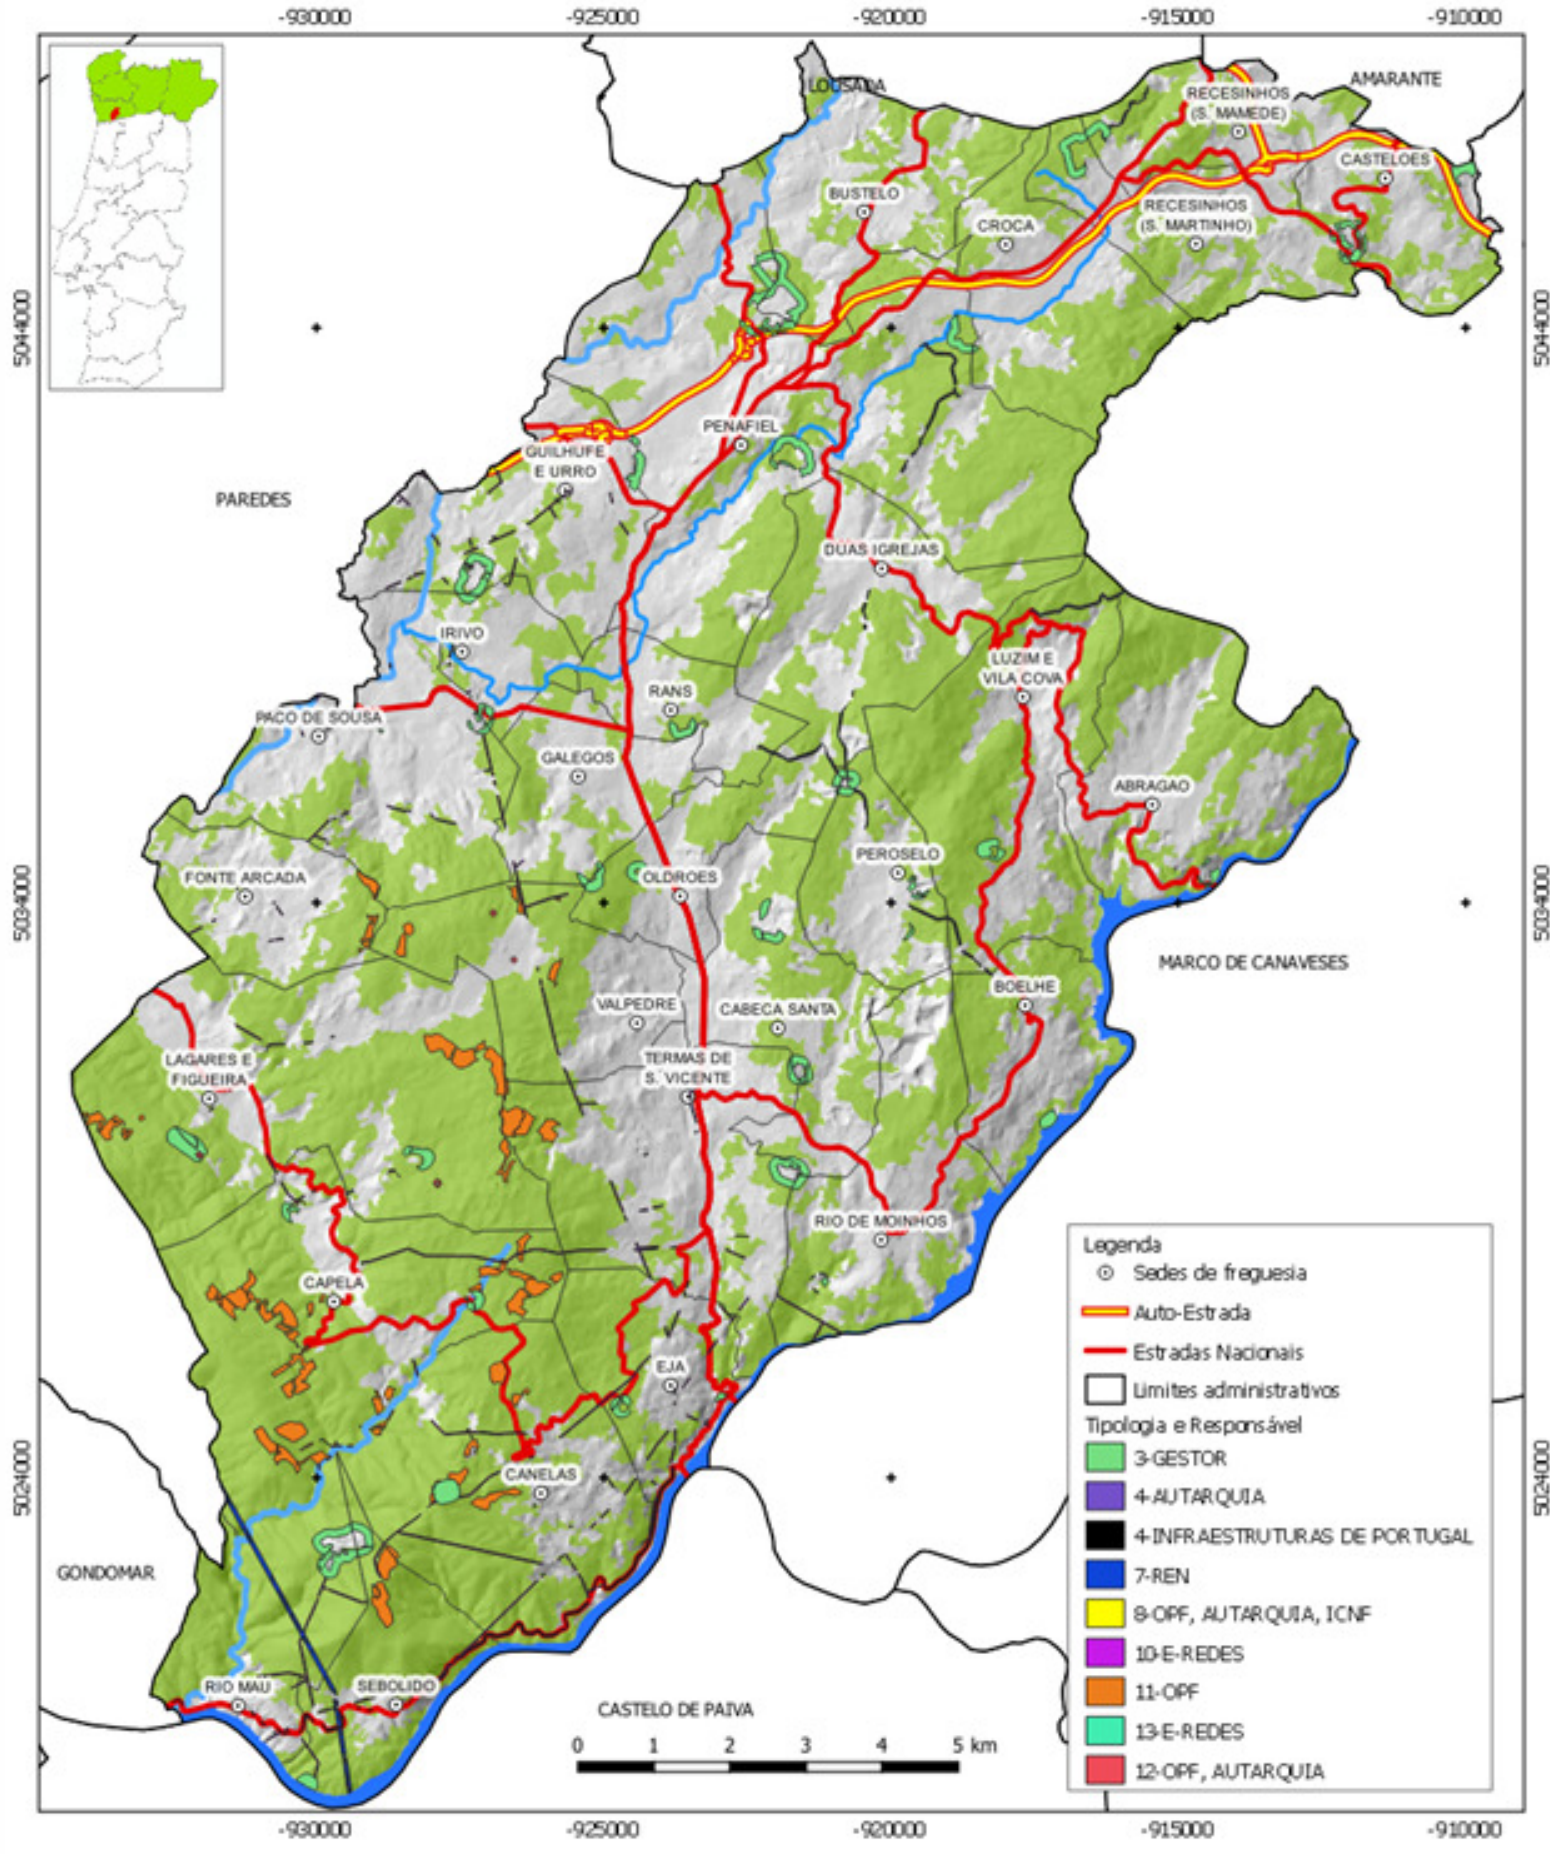 -930000
-925000
-920000
-915000
-910000
LOUSADA
AMARANTE
RECESINHOS
(S. MAMEDE)
CASTELOES
BUSTELO
RECESINHOS
(S. MARTINHO)
CROCA
5044000
5044000
PENAFIEL
GUILHUFE
E URRO
PAREDES
DUAS IGREJAS
IRIVO
LUZIM E
VILA COVA
RANS
PACO DE SOUSA
GALEGOS
ABRAGAO
PEROSELO
FONTE ARCADA
OLDROES
5034000
5034000
MARCO DE CANAVESES
BOELHE
VALPEDRE
CABECA SANTA
LAGARES E
FIGUEIRA
TERMAS DE
S. VICENTE
RIO DE MOINHOS
CAPELA
EJA
CANELAS
5024000
5024000
GONDOMAR
RIO MAU
SEBOLIDO
CASTELO DE PAIVA
0 1 2 3 4 5 km
Legenda
Sedes de freguesia
Auto-Estrada
Estradas Nacionais
Limites administrativos
Tipologia e Responsável
3-GESTOR
4-AUTARQUIA
4-INFRAESTRUTURAS DE PORTUGAL
7-REN
8-OPF, AUTARQUIA, ICNF
10-E-REDES
11-OPF
13-E-REDES
12-OPF, AUTARQUIA
-930000
-925000
-920000
-915000
-910000